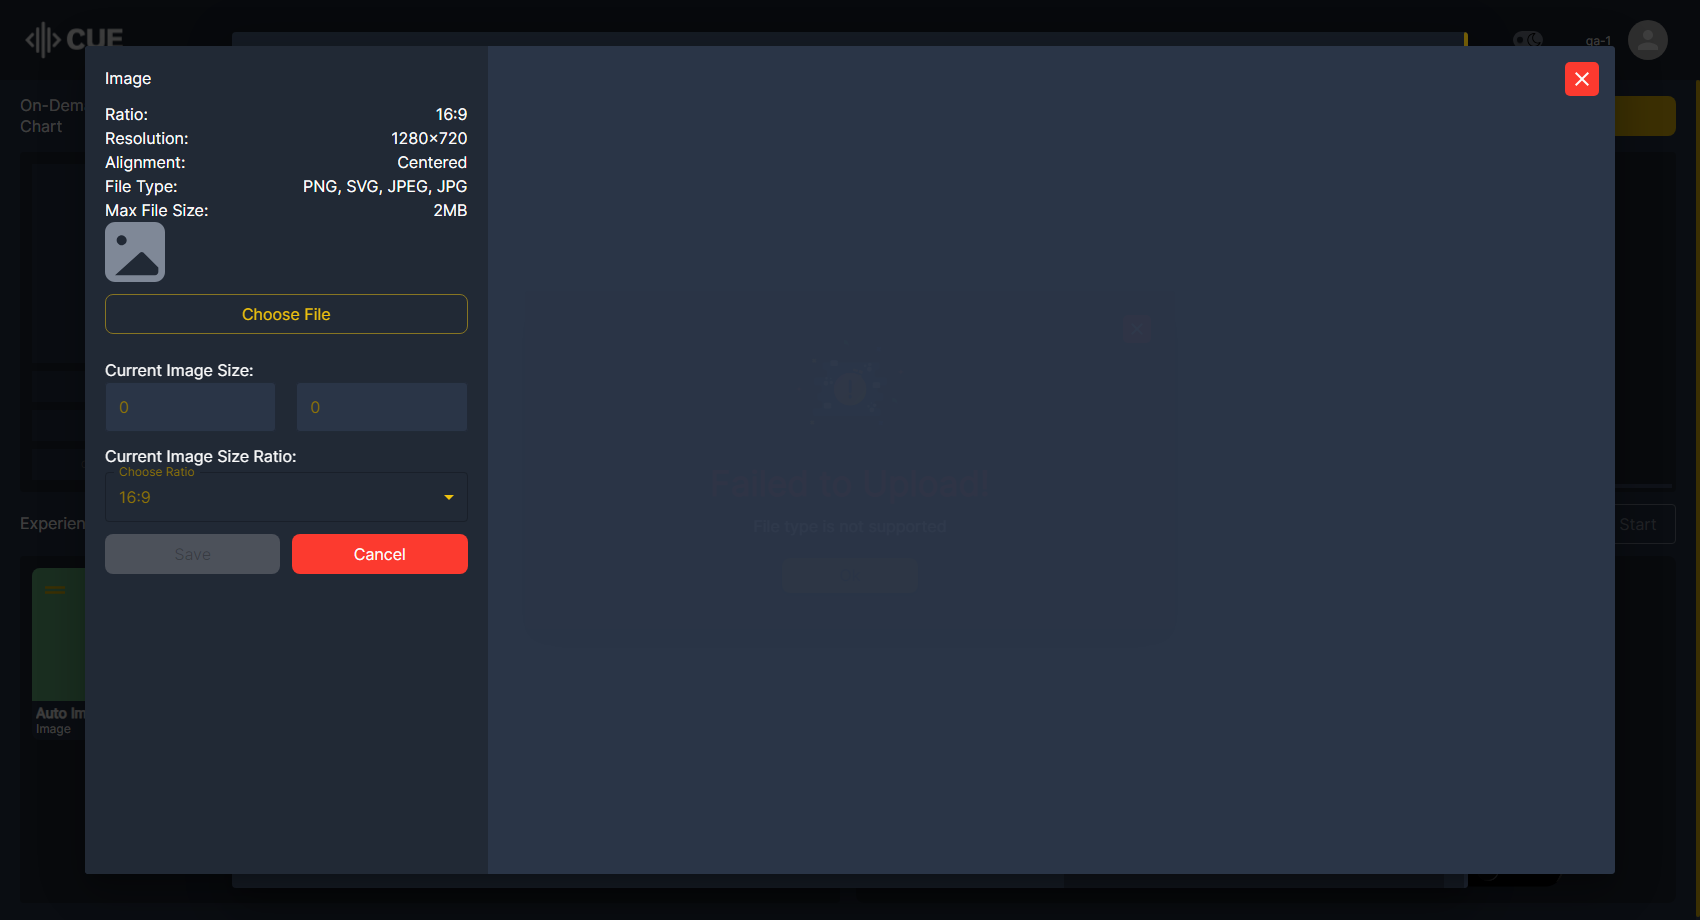 CUE
qa-1
On-Dem
Chart
Image
Ratio: 16:9
Resolution: 1280×720
Alignment: Centered
File Type: PNG, SVG, JPEG, JPG
Max File Size: 2MB
Choose File
Current Image Size:
0 0
Current Image Size Ratio:
Choose Ratio
16:9
Save Cancel
Failed to Upload!
File type is not supported
Experien
Start
Auto Im
Image